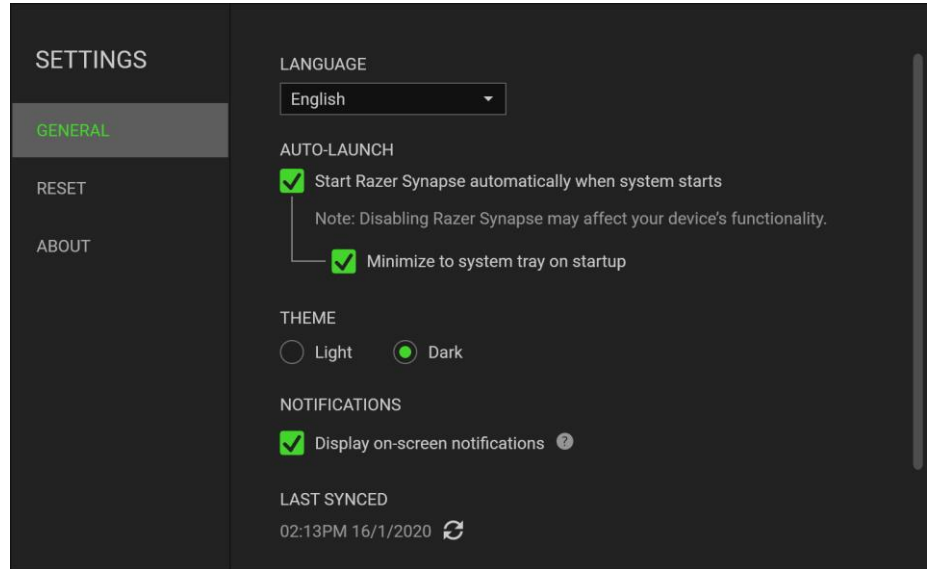 SETTINGS
GENERAL
RESET
ABOUT
LANGUAGE
English
AUTO-LAUNCH
Start Razer Synapse automatically when system starts
Note: Disabling Razer Synapse may affect your device’s functionality.
Minimize to system tray on startup
THEME
Light Dark
NOTIFICATIONS
Display on-screen notifications ?
LAST SYNCED
02:13PM 16/1/2020